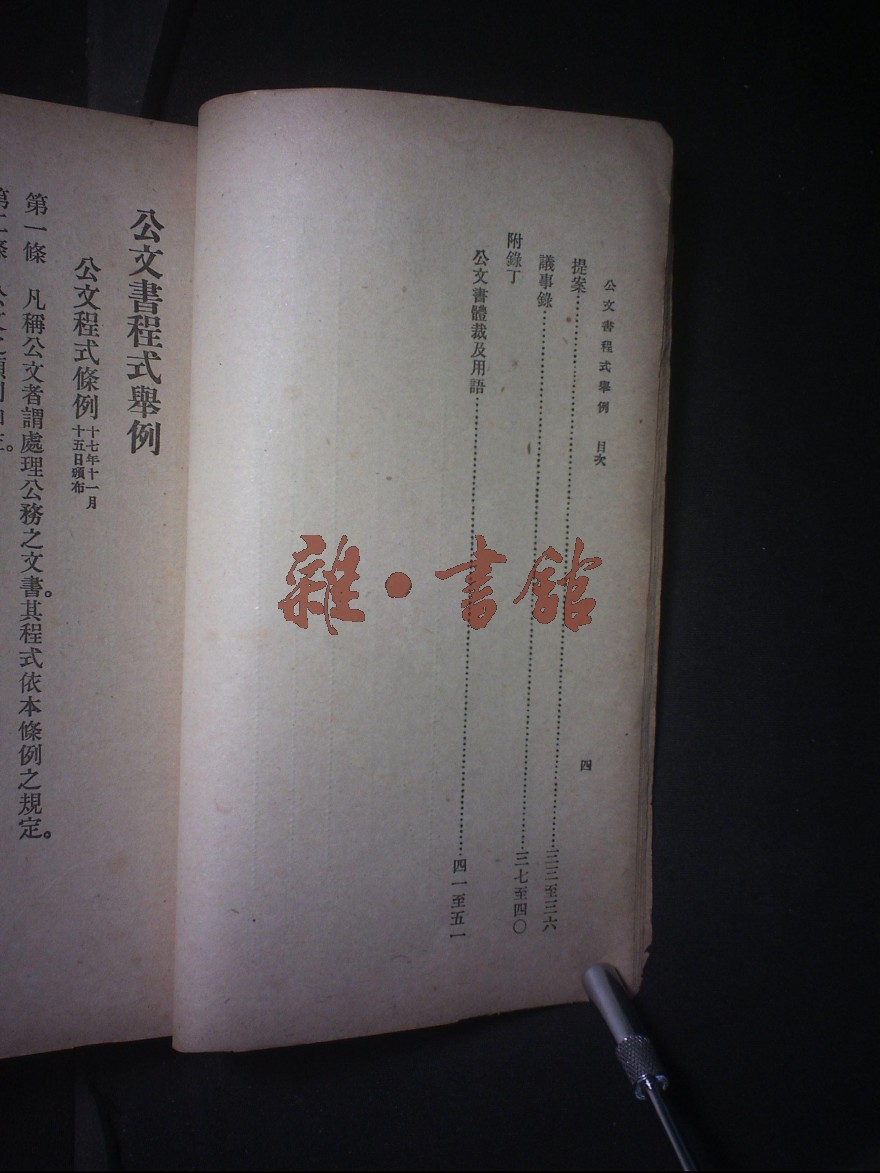 公文書程式舉例 目次 四
提案……三三至三六
議事錄……三七至四〇
附錄丁
公文書體裁及用語……四一至五一
公文書程式舉例
公文程式條例 十七年十一月
十五日頒布
第一條 凡稱公文者謂處理公務之文書。其程式依本條例之規定。
雜·書館